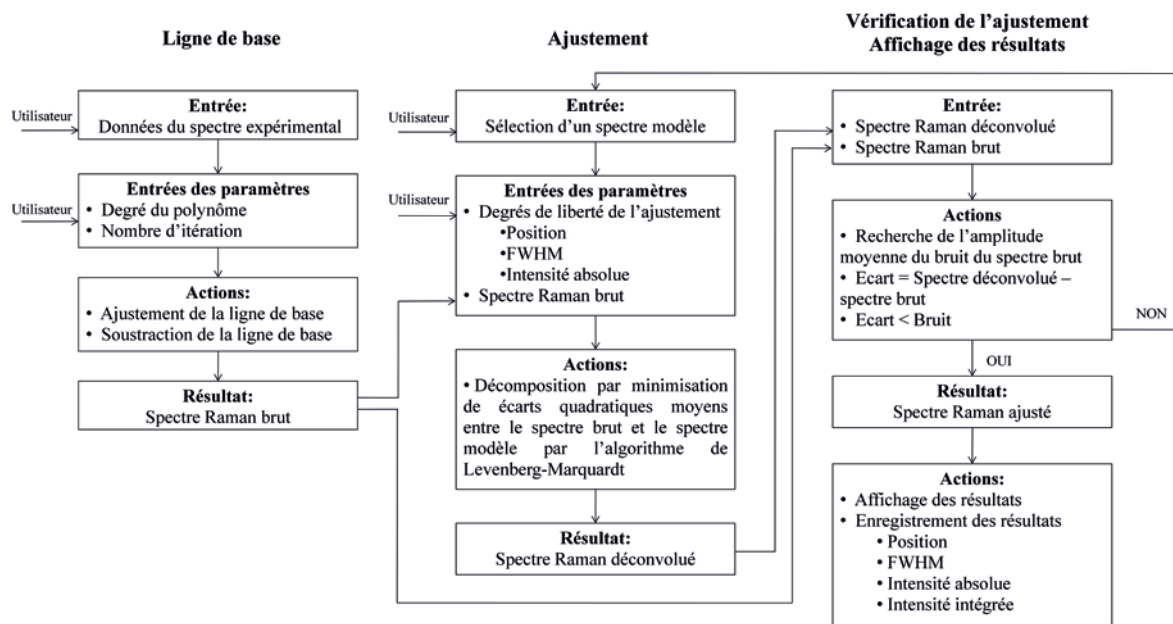 Ligne de base
Utilisateur
Entrée:
Données du spectre expérimental
Utilisateur
Entrées des paramètres
• Degré du polynôme
• Nombre d'itération
Actions:
• Ajustement de la ligne de base
• Soustraction de la ligne de base
Résultat:
Spectre Raman brut
Ajustement
Utilisateur
Entrée:
Sélection d'un spectre modèle
Utilisateur
Entrées des paramètres
• Degrés de liberté de l'ajustement
•Position
•FWHM
•Intensité absolue
• Spectre Raman brut
Actions:
• Décomposition par minimisation
de écarts quadratiques moyens
entre le spectre brut et le spectre
modèle par l'algorithme de
Levenberg-Marquardt
Résultat:
Spectre Raman déconvolué
Vérification de l'ajustement
Affichage des résultats
Entrée:
• Spectre Raman déconvolué
• Spectre Raman brut
Actions
• Recherche de l'amplitude
moyenne du bruit du spectre brut
• Ecart = Spectre déconvolué –
spectre brut
• Ecart < Bruit
NON
OUI
Résultat:
Spectre Raman ajusté
Actions:
• Affichage des résultats
• Enregistrement des résultats
• Position
• FWHM
• Intensité absolue
• Intensité intégrée